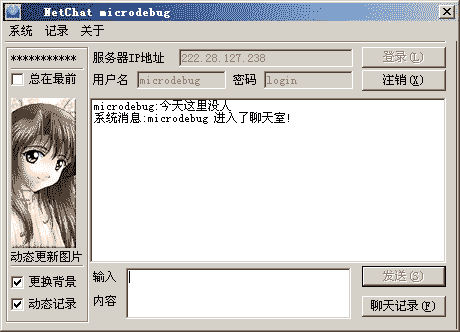 NetChat microdebug
系统 记录 关于
***********
总在最前
服务器IP地址 222.28.127.238 登录(L)
用户名 microdebug 密码 login 注销(X)
microdebug:今天这里没人
系统消息:microdebug 进入了聊天室!
动态更新图片
更换背景
动态记录
输入
内容
发送(S)
聊天记录(F)